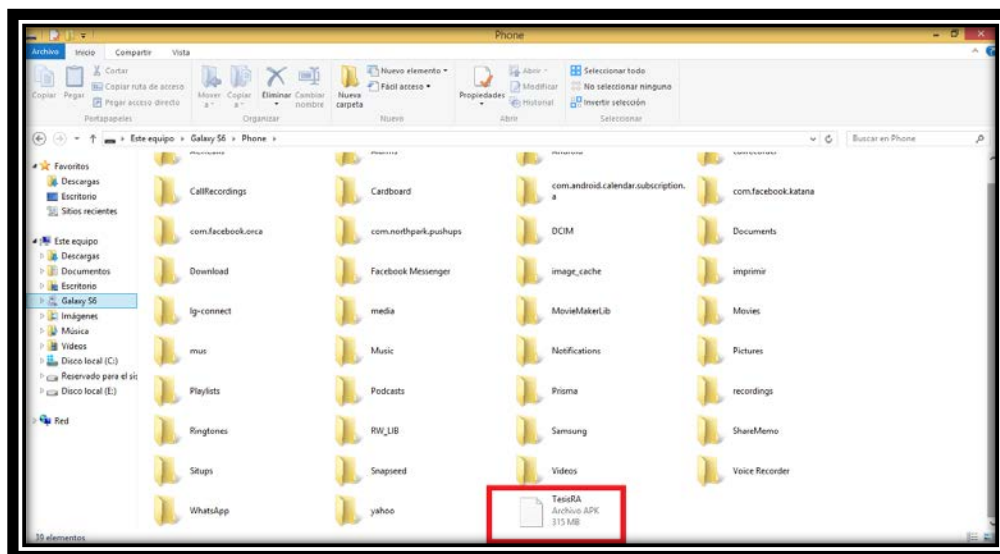 Phone
Archivo Inicio Compartir Vista
Copiar Pegar
Cortar
Copiar ruta de acceso
Pegar acceso directo
Portapapeles
Mover a
Copiar a
Eliminar
Cambiar nombre
Organizar
Nueva carpeta
Nuevo elemento
Fácil acceso
Nuevo
Propiedades
Abrir
Modificar
Historial
Abrir
Seleccionar todo
No seleccionar ninguno
Invertir selección
Seleccionar
Este equipo Galaxy S6 Phone
Buscar en Phone
Favoritos
Descargas
Escritorio
Sitios recientes
Este equipo
Descargas
Documentos
Escritorio
Galaxy S6
Imágenes
Música
Vídeos
Disco local (C:)
Reservado para el sis
Disco local (E:)
Red
CallRecordings Cardboard com.android.calendar.subscription.a com.facebook.katana
com.facebook.orca com.northpark.pushups DCIM Documents
Download Facebook Messenger image_cache imprimir
lg-connect media MovieMakerLib Movies
mus Music Notifications Pictures
Playlists Podcasts Prisma recordings
Ringtones RW_LIB Samsung ShareMemo
Situps Snapseed Videos Voice Recorder
WhatsApp yahoo TesisRA
Archivo APK
315 MB
39 elementos